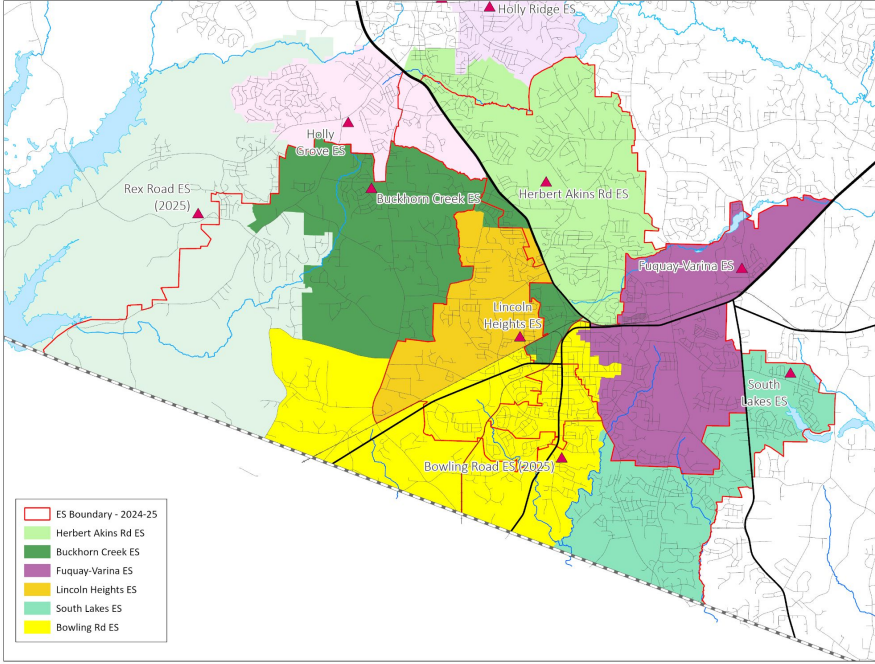 Holly Ridge ES
Holly
Grove ES
Rex Road ES
(2025)
Buckhorn Creek ES
Herbert Akins Rd ES
Fuquay-Varina ES
Lincoln
Heights ES
South
Lakes ES
Bowling Road ES (2025)
ES Boundary - 2024-25
Herbert Akins Rd ES
Buckhorn Creek ES
Fuquay-Varina ES
Lincoln Heights ES
South Lakes ES
Bowling Rd ES